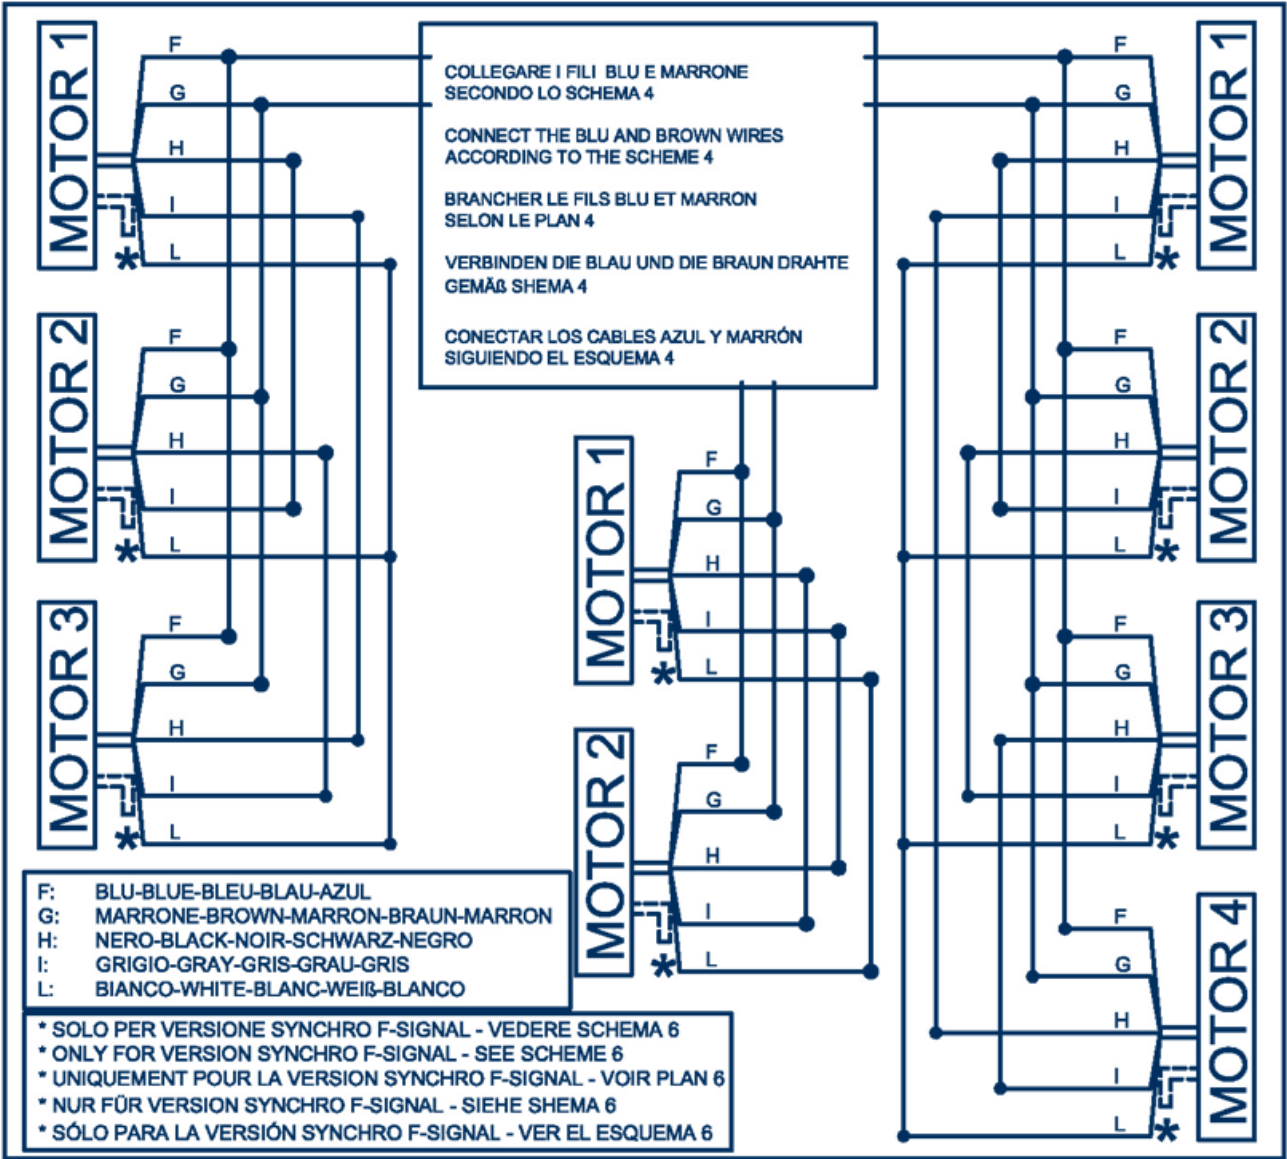 MOTOR 1
F
G
H
I
L
*
MOTOR 2
F
G
H
I
L
*
MOTOR 3
F
G
H
I
L
*
COLLEGARE I FILI BLU E MARRONE
SECONDO LO SCHEMA 4
CONNECT THE BLU AND BROWN WIRES
ACCORDING TO THE SCHEME 4
BRANCHER LE FILS BLU ET MARRON
SELON LE PLAN 4
VERBINDEN DIE BLAU UND DIE BRAUN DRAHTE
GEMÄß SHEMA 4
CONECTAR LOS CABLES AZUL Y MARRÓN
SIGUIENDO EL ESQUEMA 4
MOTOR 1
F
G
H
I
L
*
MOTOR 2
F
G
H
I
L
*
MOTOR 1
F
G
H
I
L
*
MOTOR 2
F
G
H
I
L
*
MOTOR 3
F
G
H
I
L
*
MOTOR 4
F
G
H
I
L
*
F: BLU-BLUE-BLEU-BLAU-AZUL
G: MARRONE-BROWN-MARRON-BRAUN-MARRON
H: NERO-BLACK-NOIR-SCHWARZ-NEGRO
I: GRIGIO-GRAY-GRIS-GRAU-GRIS
L: BIANCO-WHITE-BLANC-WEIß-BLANCO
* SOLO PER VERSIONE SYNCHRO F-SIGNAL - VEDERE SCHEMA 6
* ONLY FOR VERSION SYNCHRO F-SIGNAL - SEE SCHEME 6
* UNIQUEMENT POUR LA VERSION SYNCHRO F-SIGNAL - VOIR PLAN 6
* NUR FÜR VERSION SYNCHRO F-SIGNAL - SIEHE SHEMA 6
* SÓLO PARA LA VERSIÓN SYNCHRO F-SIGNAL - VER EL ESQUEMA 6